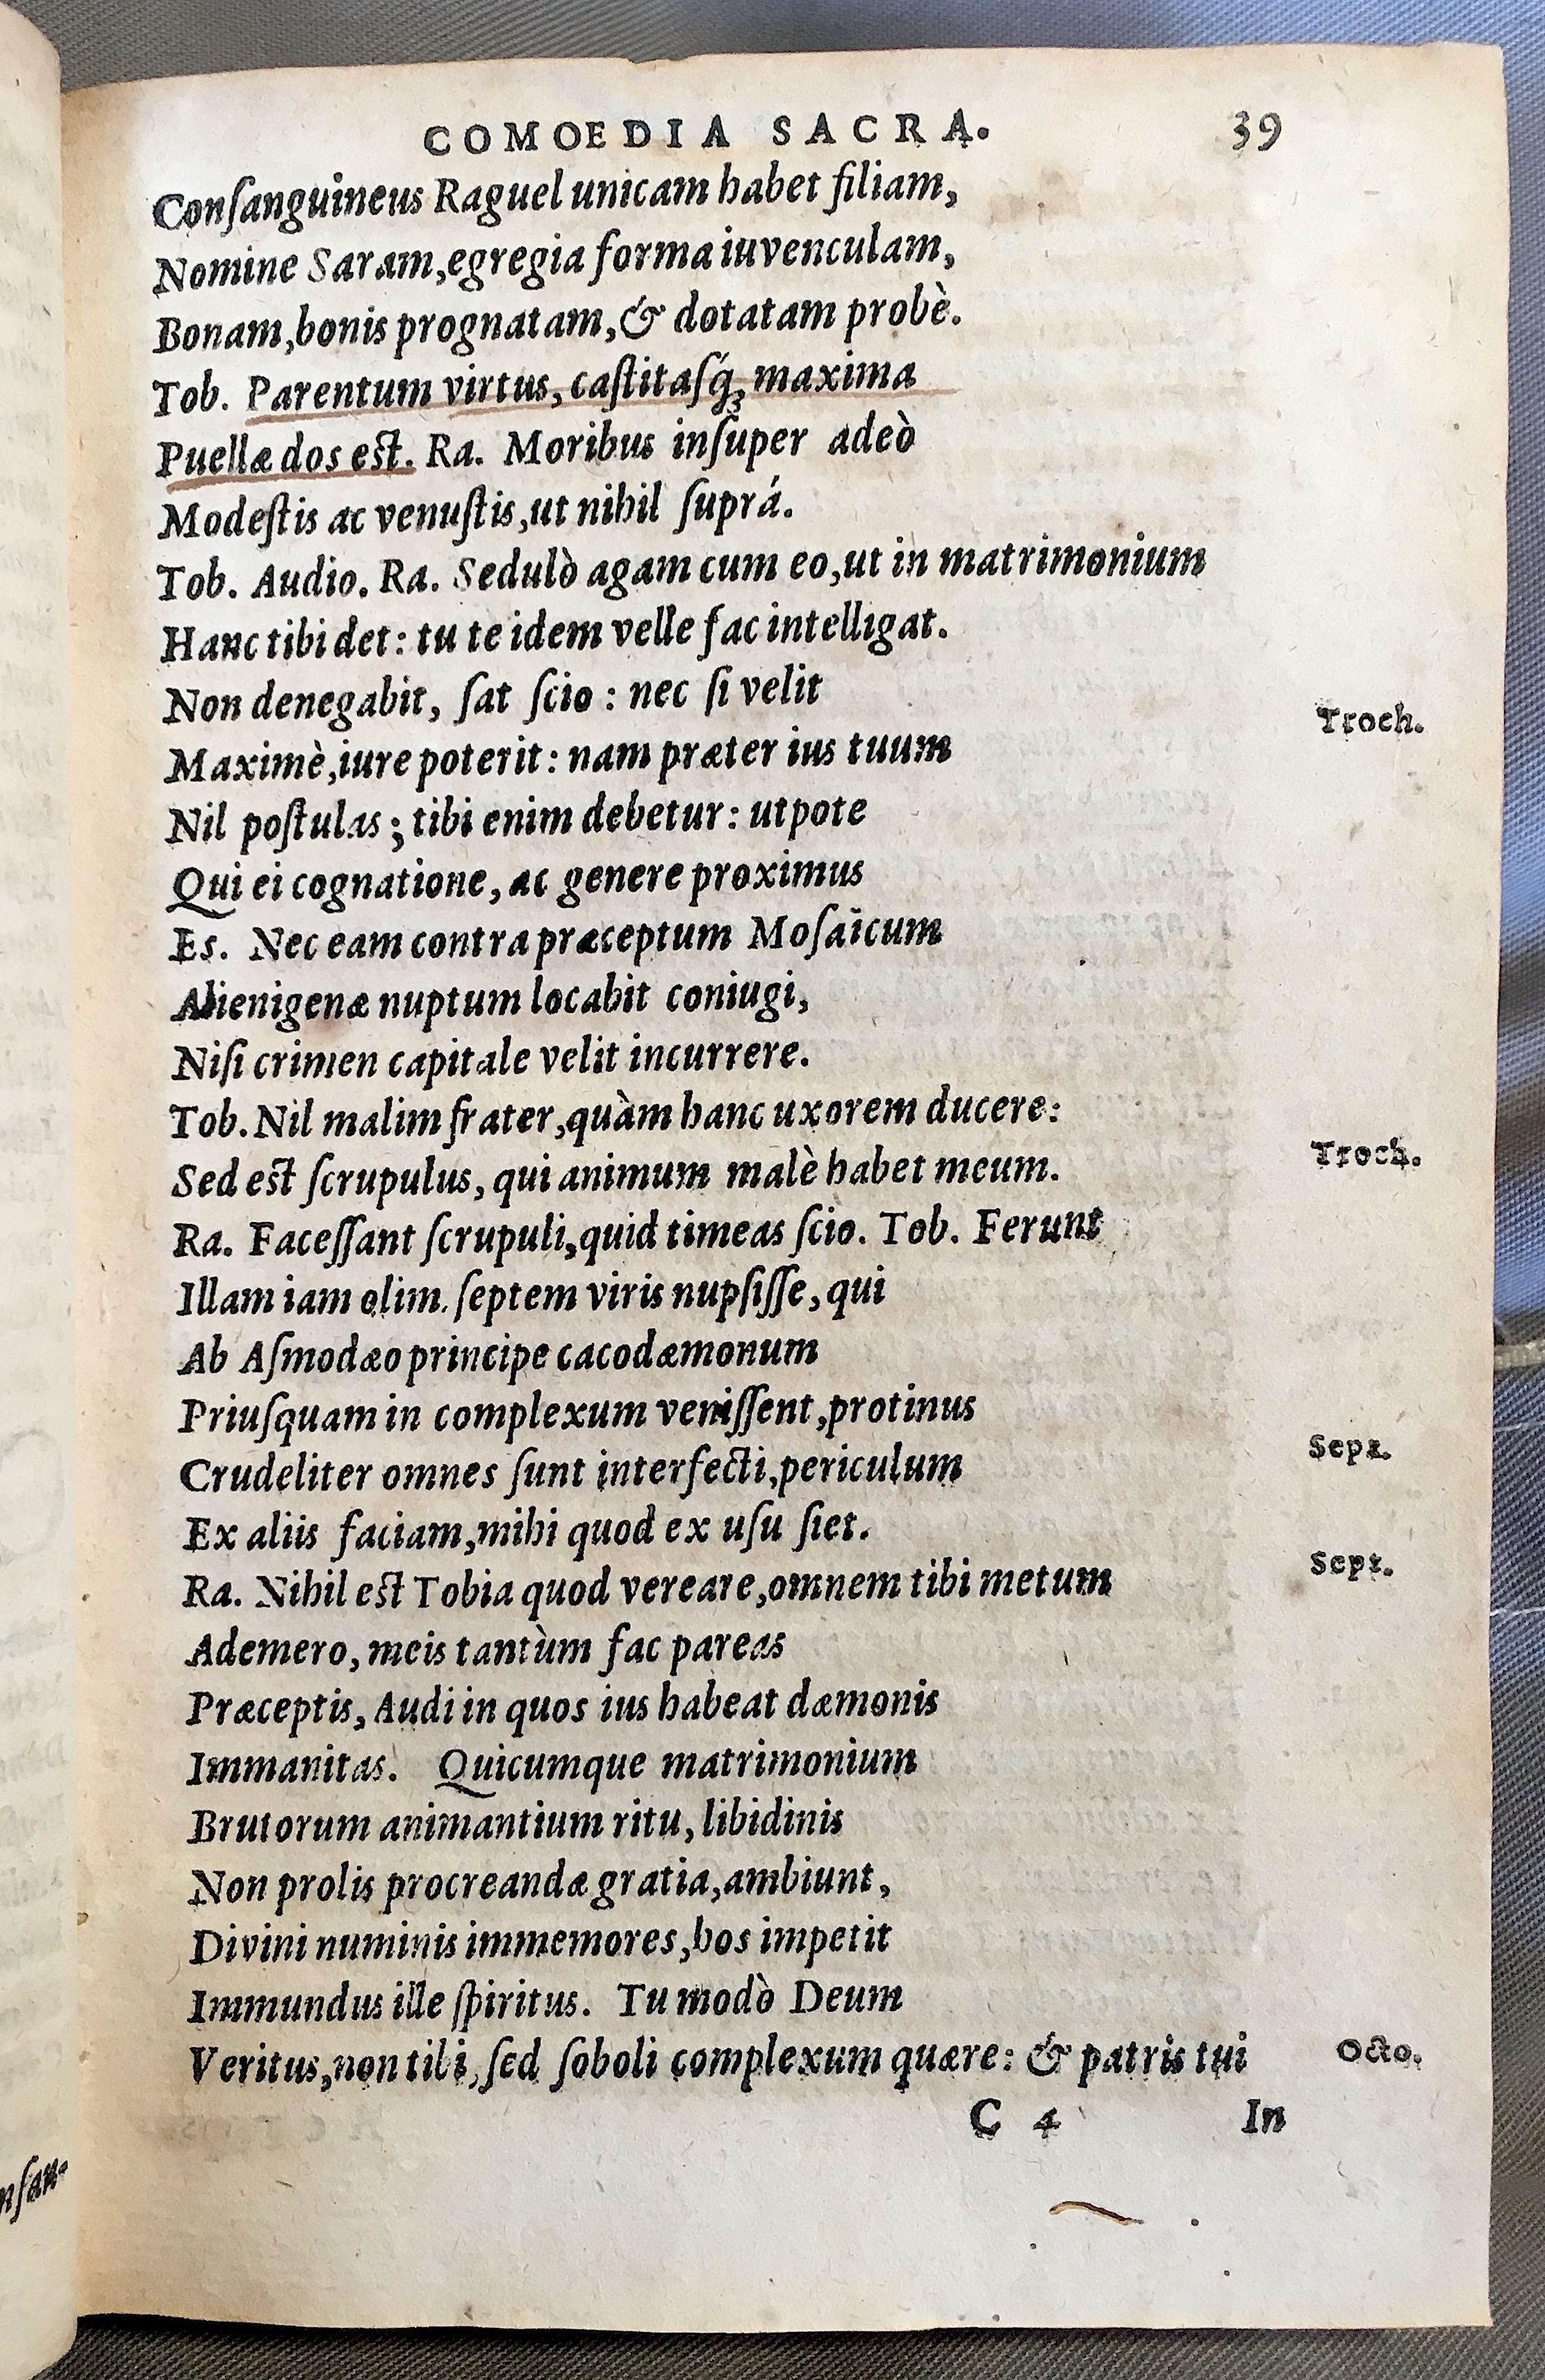 COMOEDIA SACRA. 39
Conſanguineus Raguel unicam habet filiam,
Nomine Saram, egregia forma iuvenculam,
Bonam, bonis prognatam, & dotatam probè.
Tob. Parentum virtus, caſtitaſq́ꝫ maxima
Puellæ dos eſt. Ra. Moribus inſuper adeò
Modeſtis ac venuſtis, ut nihil ſuprá.
Tob. Audio. Ra. Sedulò agam cum eo, ut in matrimonium
Hanc tibi det: tu te idem velle fac intelligat.
Non denegabit, ſat ſcio: nec ſi velit
Troch.
Maximè, iure poterit: nam præter ius tuum
Nil poſtulas; tibi enim debetur: utpote
Qui ei cognatione, ac genere proximus
Es. Nec eam contra præceptum Moſaïcum
Alienigenæ nuptum locabit coniugi,
Niſi crimen capitale velit incurrere.
Tob. Nil malim frater, quàm hanc uxorem ducere:
Troch.
Sed eſt ſcrupulus, qui animum malè habet meum.
Ra. Faceſſant ſcrupuli, quid timeas ſcio. Tob. Ferunt
Illam iam olim. ſeptem viris nupſiſſe, qui
Ab Aſmodæo principe cacodæmonum
Priuſquam in complexum veniſſent, protinus
Sept.
Crudeliter omnes ſunt interfecti, periculum
Ex aliis faciam, mihi quod ex uſu ſiet.
Sept.
Ra. Nihil eſt Tobia quod vereare, omnem tibi metum
Ademero, meis tantùm fac pareas
Præceptis, Audi in quos ius habeat dæmonis
Immanitas. Quicumque matrimonium
Brutorum animantium ritu, libidinis
Non prolis procreandæ gratia, ambiunt,
Divini numinis immemores, hos impetit
Immundus ille ſpiritus. Tu modò Deum
Veritus, non tibi, ſed ſoboli complexum quære: & patris tui Octo.
C 4 In
nſan-